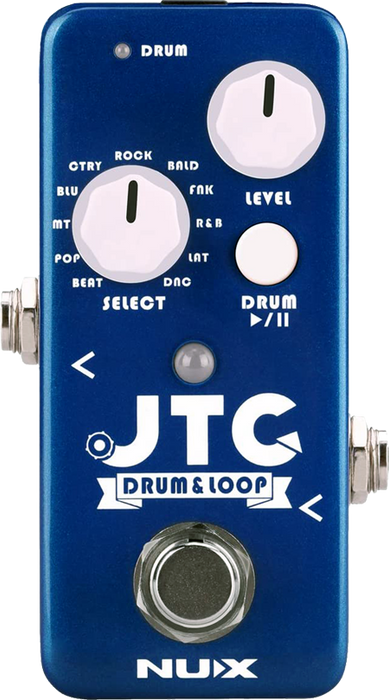 DRUM
CTRY ROCK BALD
BLU FNK
LEVEL
MT R&B
POP LAT
BEAT DNC
SELECT
DRUM
▶/II
<
JTC
DRUM&LOOP
<
NUX